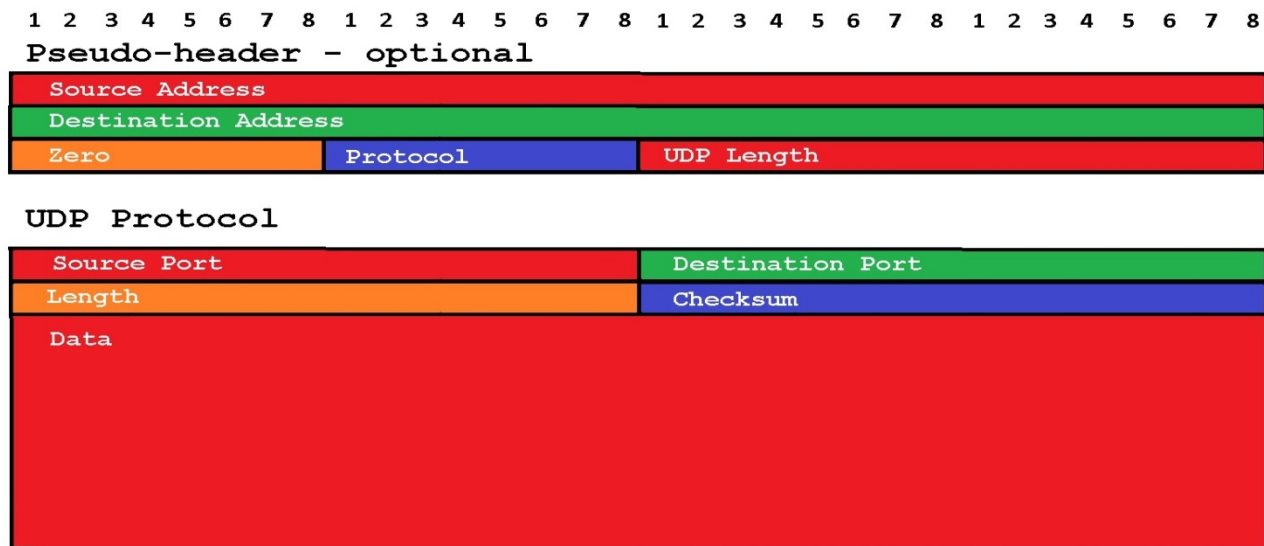 1 2 3 4 5 6 7 8 1 2 3 4 5 6 7 8 1 2 3 4 5 6 7 8 1 2 3 4 5 6 7 8
Pseudo-header - optional
Source Address
Destination Address
Zero Protocol UDP Length
UDP Protocol
Source Port Destination Port
Length Checksum
Data